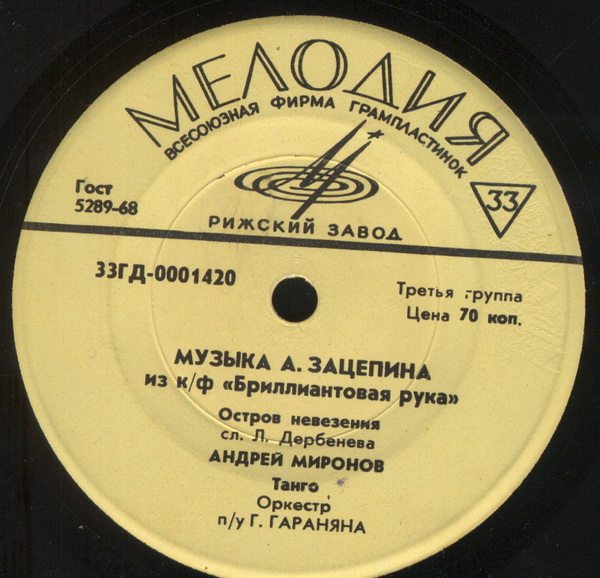 МЕЛОДИЯ
ВСЕСОЮЗНАЯ ФИРМА ГРАМПЛАСТИНОК
Гост
5289-68
33
РИЖСКИЙ ЗАВОД
33ГД-0001420
Третья группа
Цена 70 коп.
МУЗЫКА А. ЗАЦЕПИНА
из к/ф «Бриллиантовая рука»
Остров невезения
сл. Л. Дербенева
АНДРЕЙ МИРОНОВ
Танго
Оркестр
п/у Г. ГАРАНЯНА